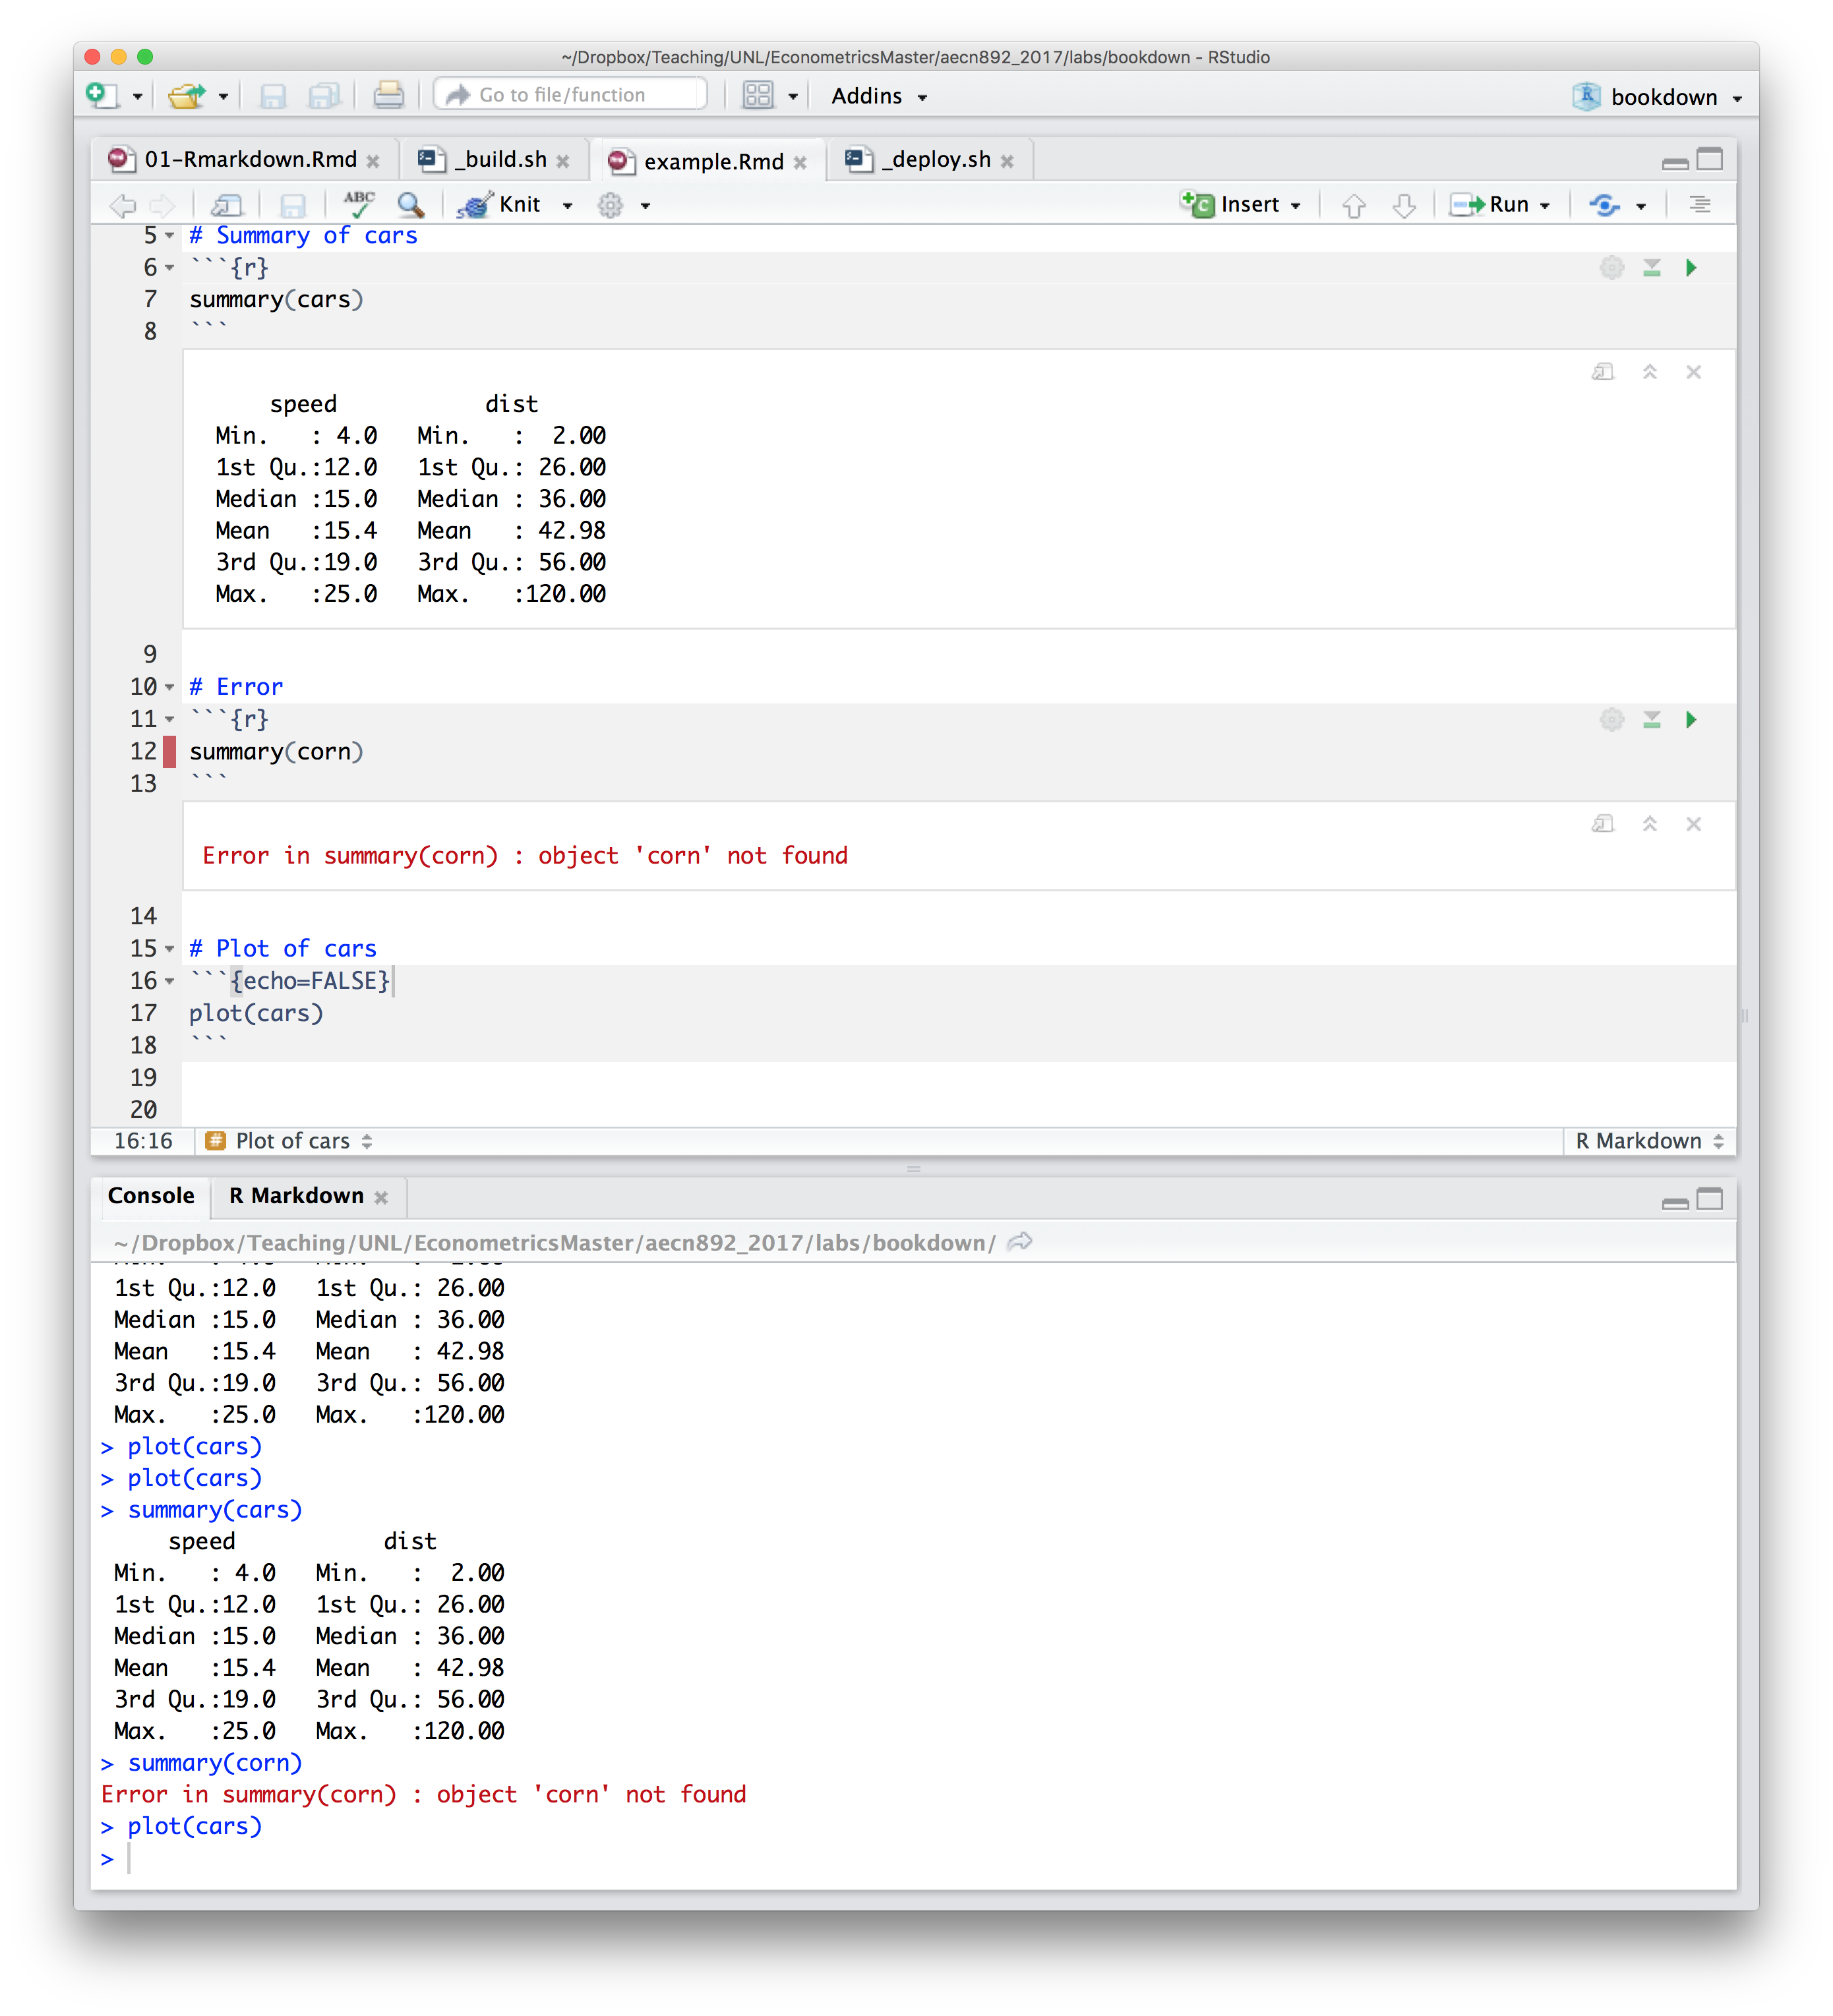 ~/Dropbox/Teaching/UNL/EconometricsMaster/aecn892_2017/labs/bookdown - RStudio
Go to file/function
Addins
bookdown
01-Rmarkdown.Rmd
_build.sh
example.Rmd
_deploy.sh
ABC
Knit
Insert
Run
5 # Summary of cars
6 ```{r}
7 summary(cars)
8 ```
speed dist
Min. : 4.0 Min. : 2.00
1st Qu.:12.0 1st Qu.: 26.00
Median :15.0 Median : 36.00
Mean :15.4 Mean : 42.98
3rd Qu.:19.0 3rd Qu.: 56.00
Max. :25.0 Max. :120.00
9
10 # Error
11 ```{r}
12 summary(corn)
13 ```
Error in summary(corn) : object 'corn' not found
14
15 # Plot of cars
16 ```{echo=FALSE}
17 plot(cars)
18 ```
19
20
16:16 # Plot of cars R Markdown
Console R Markdown
~/Dropbox/Teaching/UNL/EconometricsMaster/aecn892_2017/labs/bookdown/
1st Qu.:12.0 1st Qu.: 26.00
Median :15.0 Median : 36.00
Mean :15.4 Mean : 42.98
3rd Qu.:19.0 3rd Qu.: 56.00
Max. :25.0 Max. :120.00
> plot(cars)
> plot(cars)
> summary(cars)
speed dist
Min. : 4.0 Min. : 2.00
1st Qu.:12.0 1st Qu.: 26.00
Median :15.0 Median : 36.00
Mean :15.4 Mean : 42.98
3rd Qu.:19.0 3rd Qu.: 56.00
Max. :25.0 Max. :120.00
> summary(corn)
Error in summary(corn) : object 'corn' not found
> plot(cars)
>